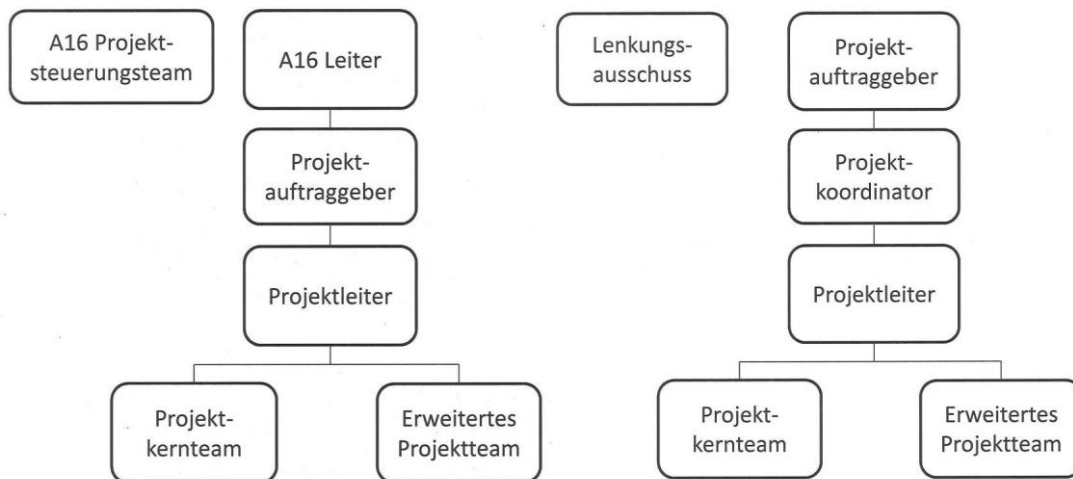 A16 Projekt-
steuerungsteam
A16 Leiter
Projekt-
auftraggeber
Projektleiter
Projekt-
kernteam
Erweitertes
Projektteam
Lenkungs-
ausschuss
Projekt-
auftraggeber
Projekt-
koordinator
Projektleiter
Projekt-
kernteam
Erweitertes
Projektteam